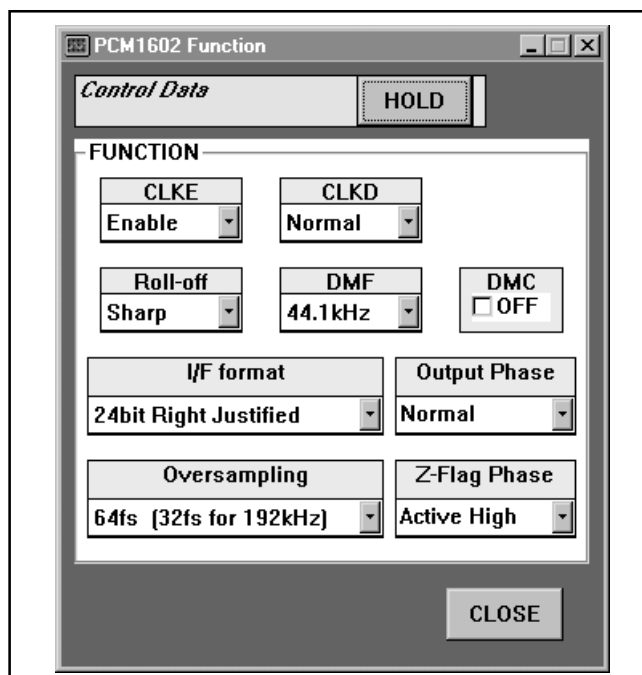 PCM1602 Function
Control Data
HOLD
FUNCTION
CLKE
CLKD
Enable
Normal
Roll-off
DMF
DMC
Sharp
44.1kHz
OFF
I/F format
Output Phase
24bit Right Justified
Normal
Oversampling
Z-Flag Phase
64fs (32fs for 192kHz)
Active High
CLOSE